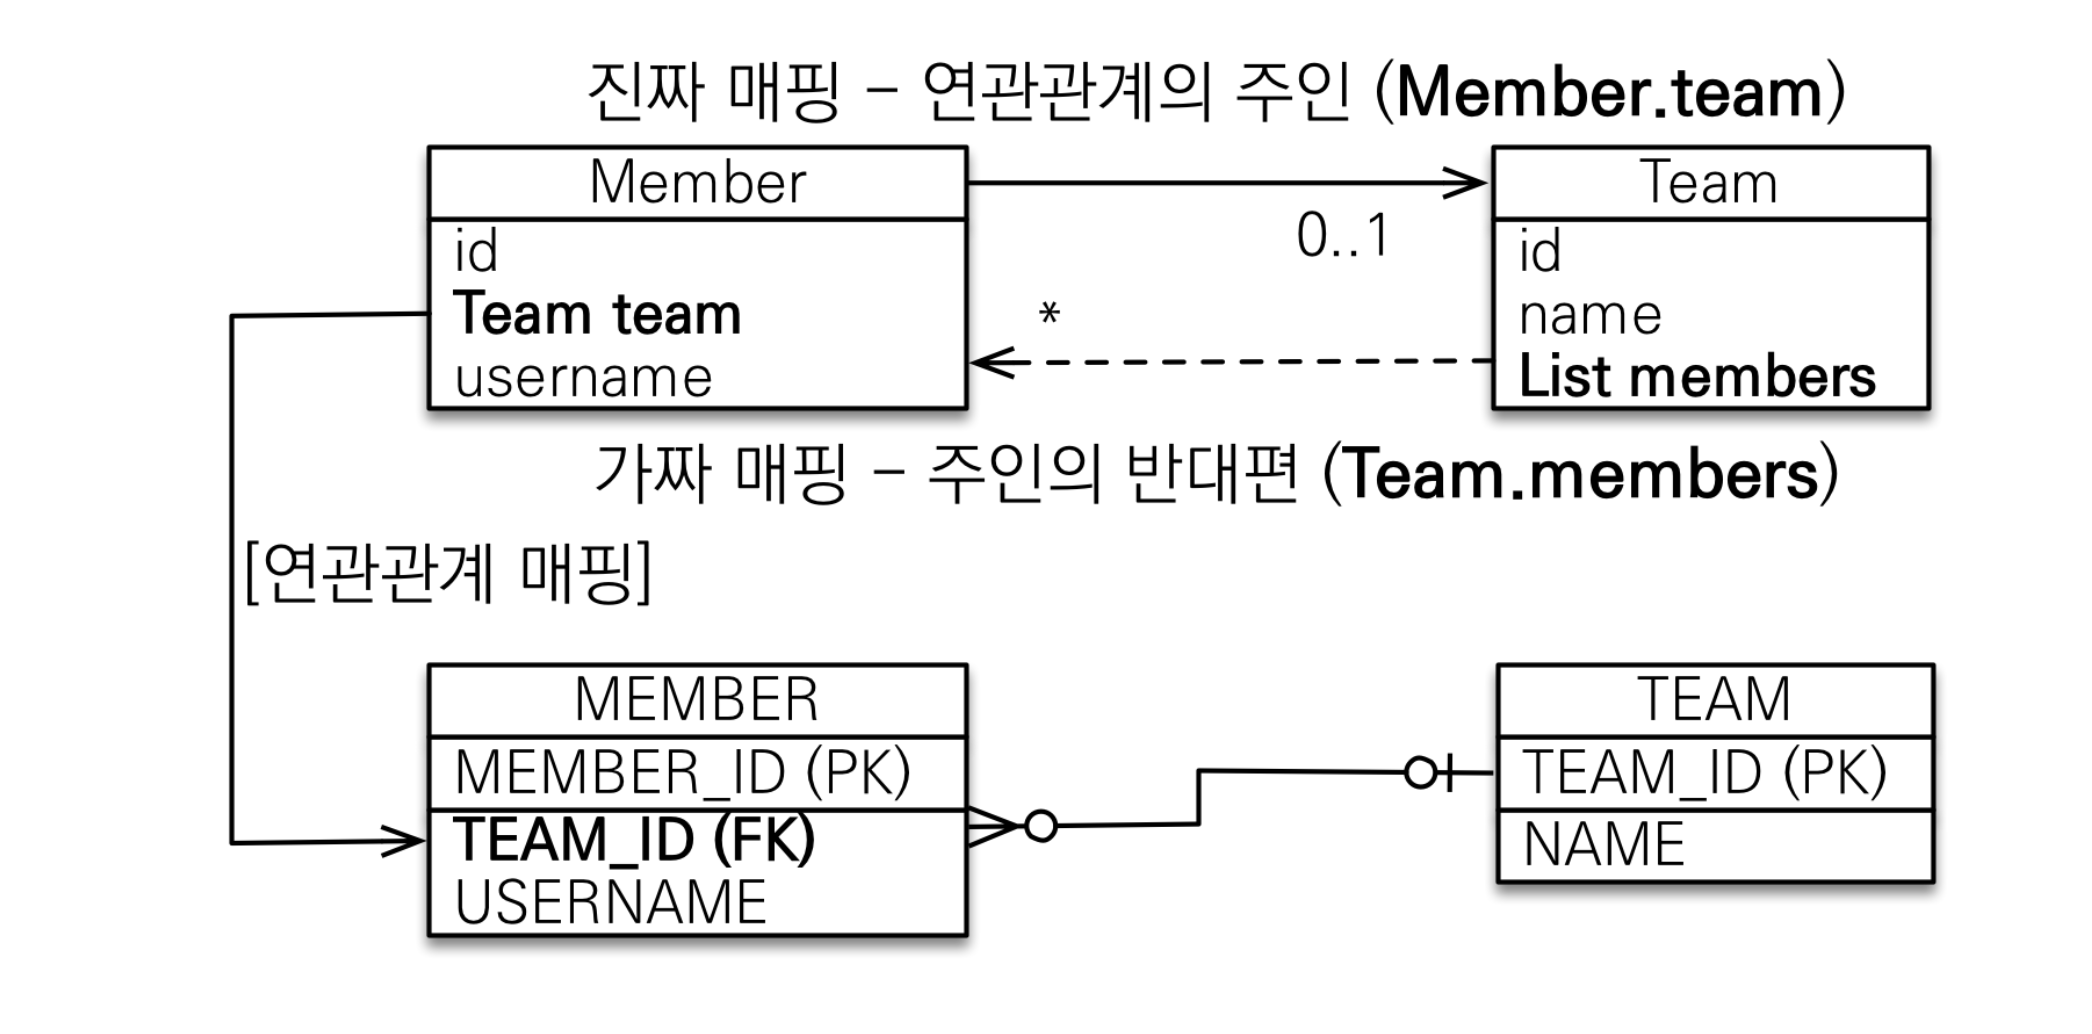 진짜 매핑 - 연관관계의 주인 (Member.team)
Member
id
Team team
username
0..1
*
Team
id
name
List members
가짜 매핑 - 주인의 반대편 (Team.members)
[연관관계 매핑]
MEMBER
MEMBER_ID (PK)
TEAM_ID (FK)
USERNAME
TEAM
TEAM_ID (PK)
NAME